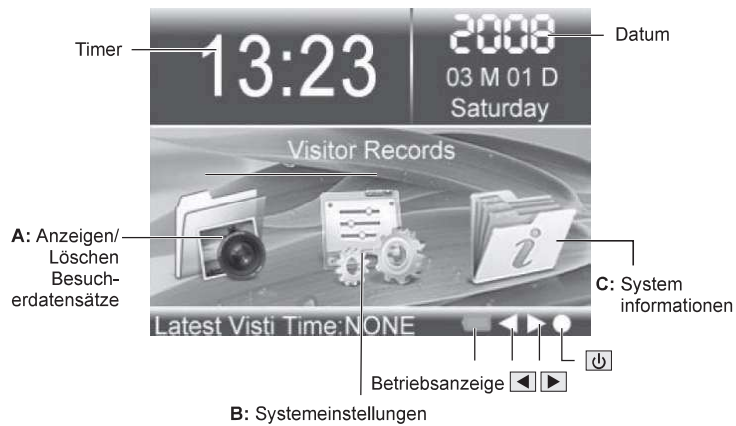 Timer
13:23
2008
Datum
03 M 01 D
Saturday
Visitor Records
A: Anzeigen/
Löschen
Besuch-
erdatensätze
C: System
informationen
Latest Visti Time:NONE
Betriebsanzeige
B: Systemeinstellungen